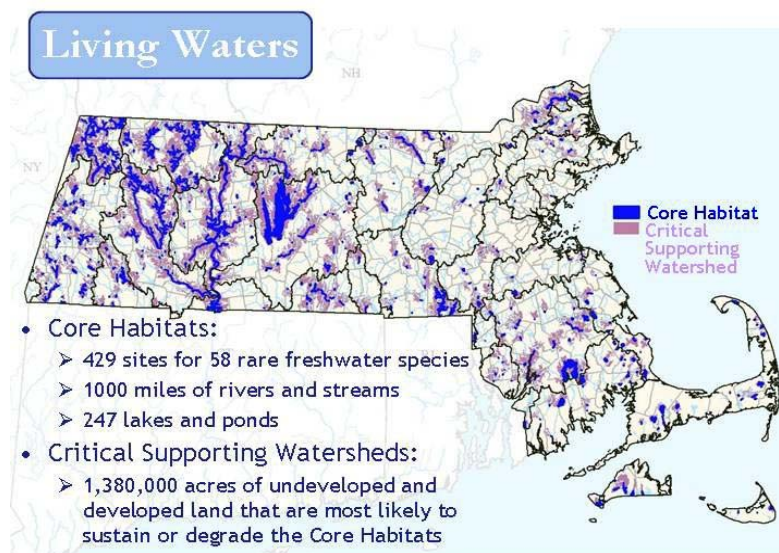 Living Waters
NH
NY
Core Habitat
Critical
Supporting
Watershed
• Core Habitats:
➢ 429 sites for 58 rare freshwater species
➢ 1000 miles of rivers and streams
➢ 247 lakes and ponds
• Critical Supporting Watersheds:
➢ 1,380,000 acres of undeveloped and
developed land that are most likely to
sustain or degrade the Core Habitats